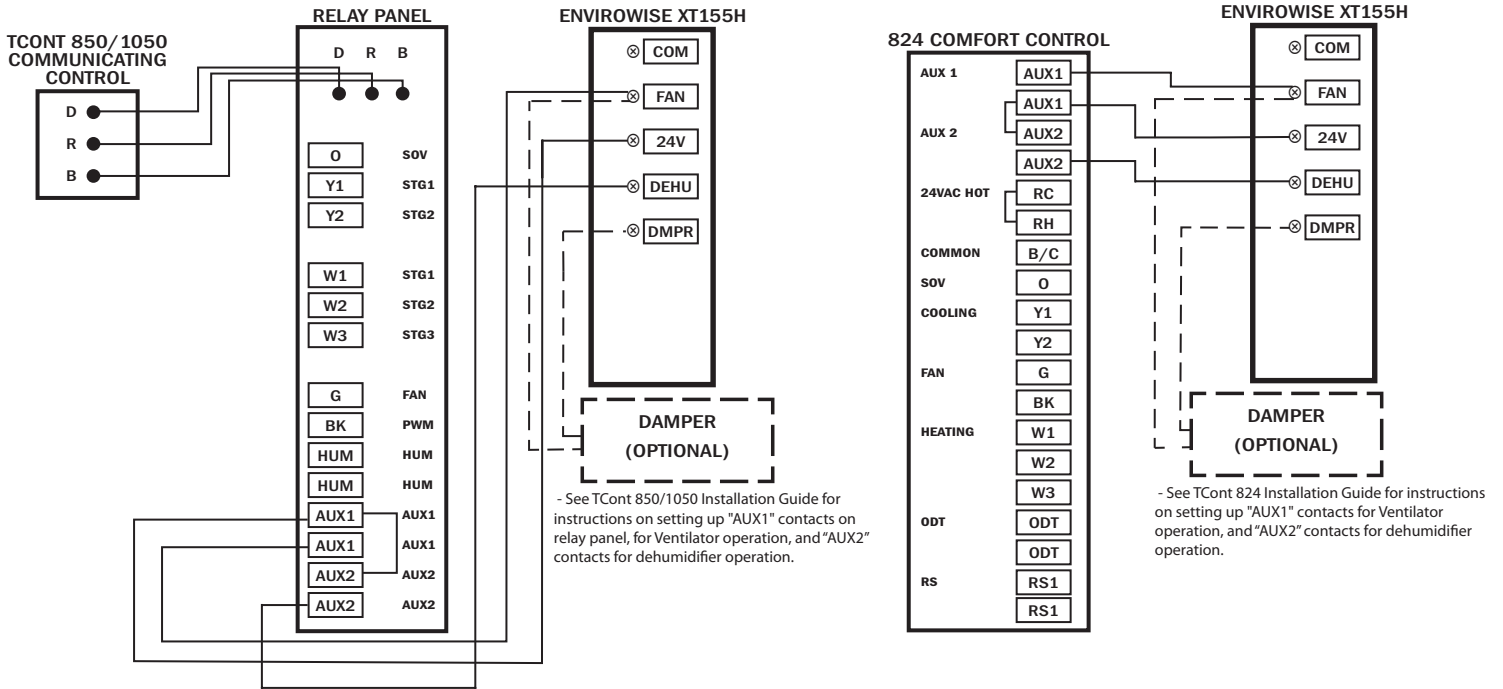 TCONT 850/1050
COMMUNICATING
CONTROL
D
R
B
RELAY PANEL
D R B
O SOV
Y1 STG1
Y2 STG2
W1 STG1
W2 STG2
W3 STG3
G FAN
BK PWM
HUM HUM
HUM HUM
AUX1 AUX1
AUX1 AUX1
AUX2 AUX2
AUX2 AUX2
ENVIROWISE XT155H
COM
FAN
24V
DEHU
DMPR
DAMPER
(OPTIONAL)
- See TCont 850/1050 Installation Guide for
instructions on setting up "AUX1" contacts on
relay panel, for Ventilator operation, and “AUX2”
contacts for dehumidifier operation.
824 COMFORT CONTROL
AUX 1 AUX1
AUX1
AUX 2 AUX2
AUX2
24VAC HOT RC
RH
COMMON B/C
SOV O
COOLING Y1
Y2
FAN G
BK
HEATING W1
W2
W3
ODT ODT
ODT
RS RS1
RS1
ENVIROWISE XT155H
COM
FAN
24V
DEHU
DMPR
DAMPER
(OPTIONAL)
- See TCont 824 Installation Guide for instructions
on setting up "AUX1" contacts for Ventilator
operation, and “AUX2” contacts for dehumidifier
operation.